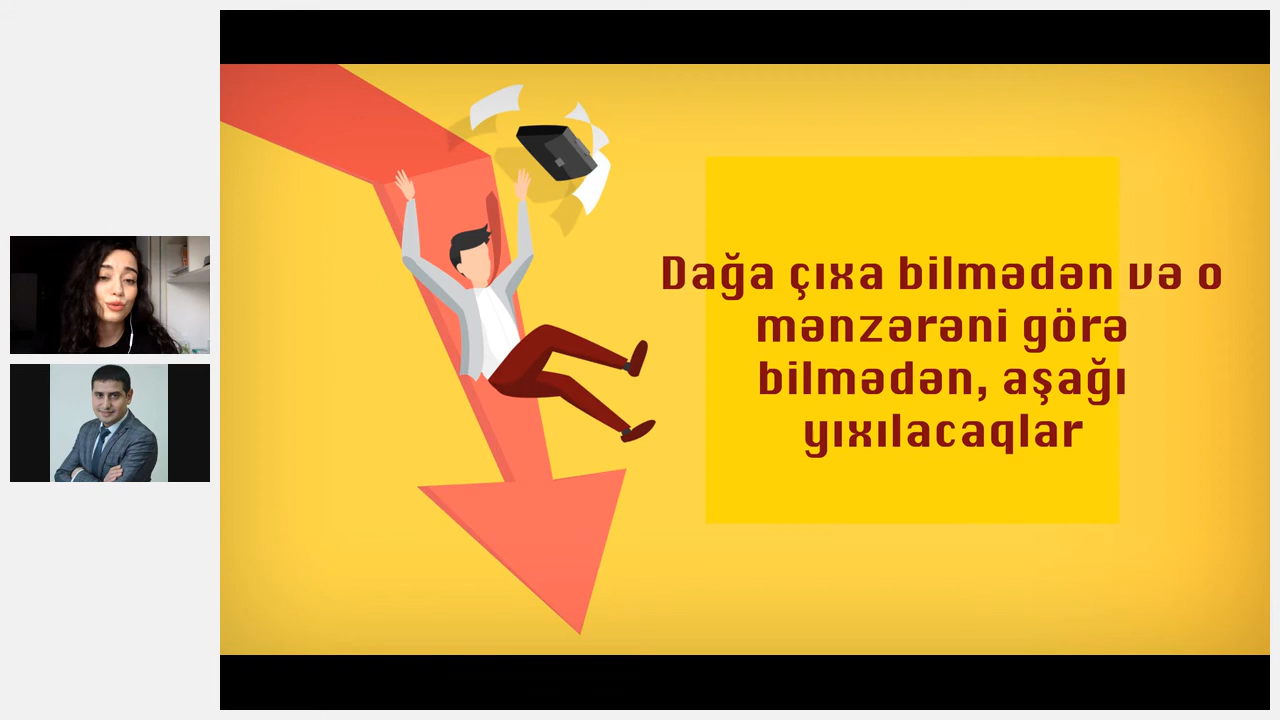 Dağa çıxa bilmədən və o
mənzərəni görə
bilmədən, aşağı
yıxılacaqlar